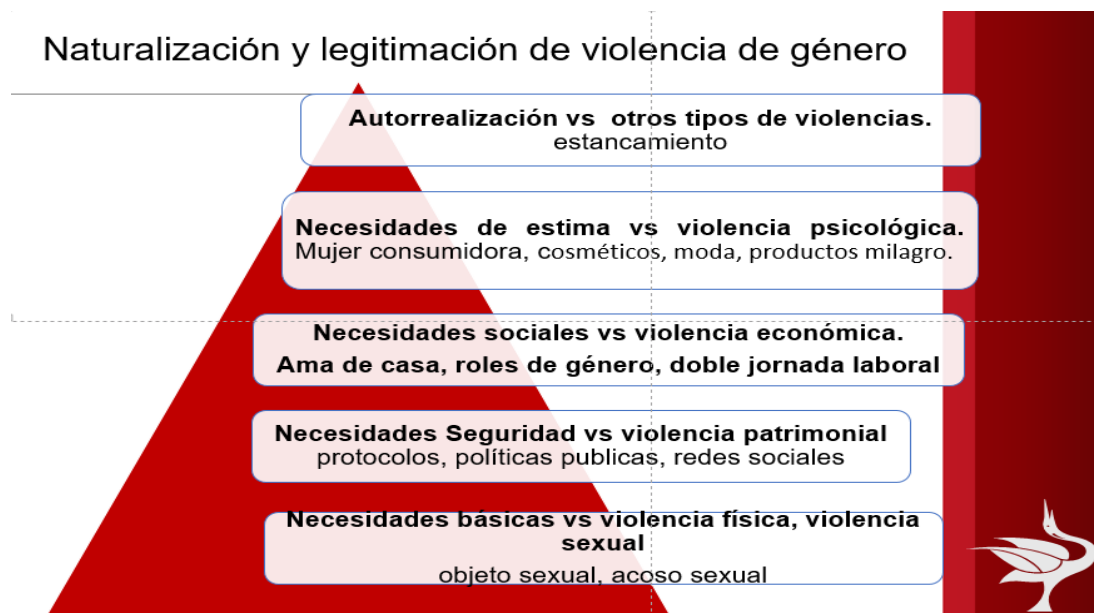 Naturalización y legitimación de violencia de género
Autorrealización vs otros tipos de violencias.
estancamiento
Necesidades de estima vs violencia psicológica.
Mujer consumidora, cosméticos, moda, productos milagro.
Necesidades sociales vs violencia económica.
Ama de casa, roles de género, doble jornada laboral
Necesidades Seguridad vs violencia patrimonial
protocolos, políticas publicas, redes sociales
Necesidades básicas vs violencia física, violencia
sexual
objeto sexual, acoso sexual